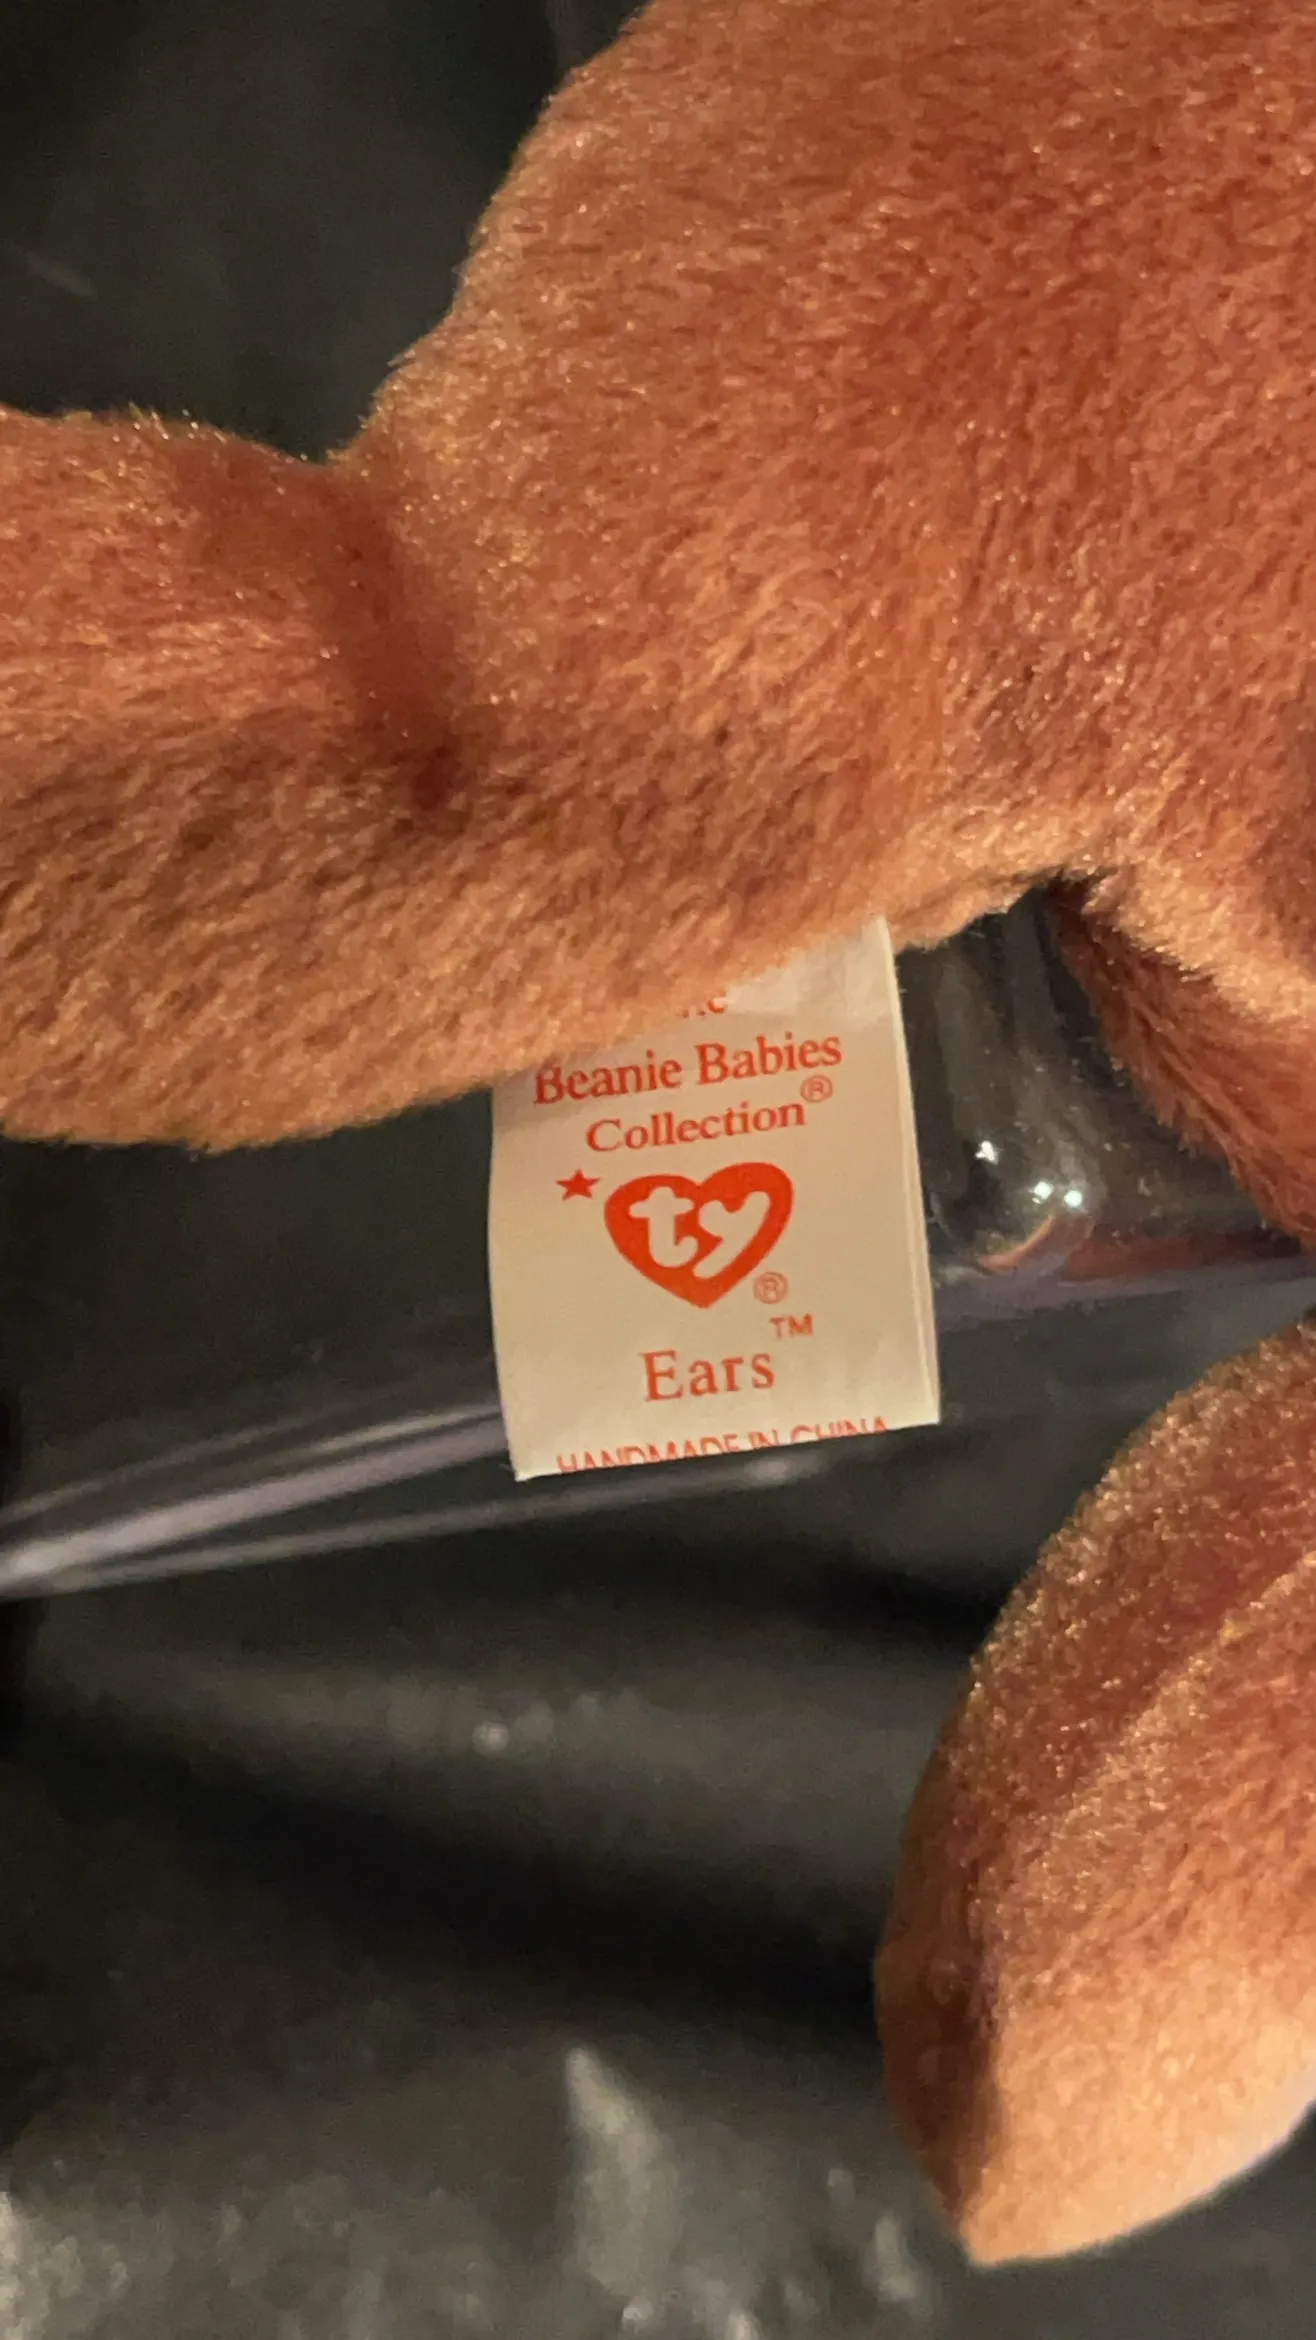 Beanie Babies
Collection®
ty®
Ears™
HANDMADE IN CHINA